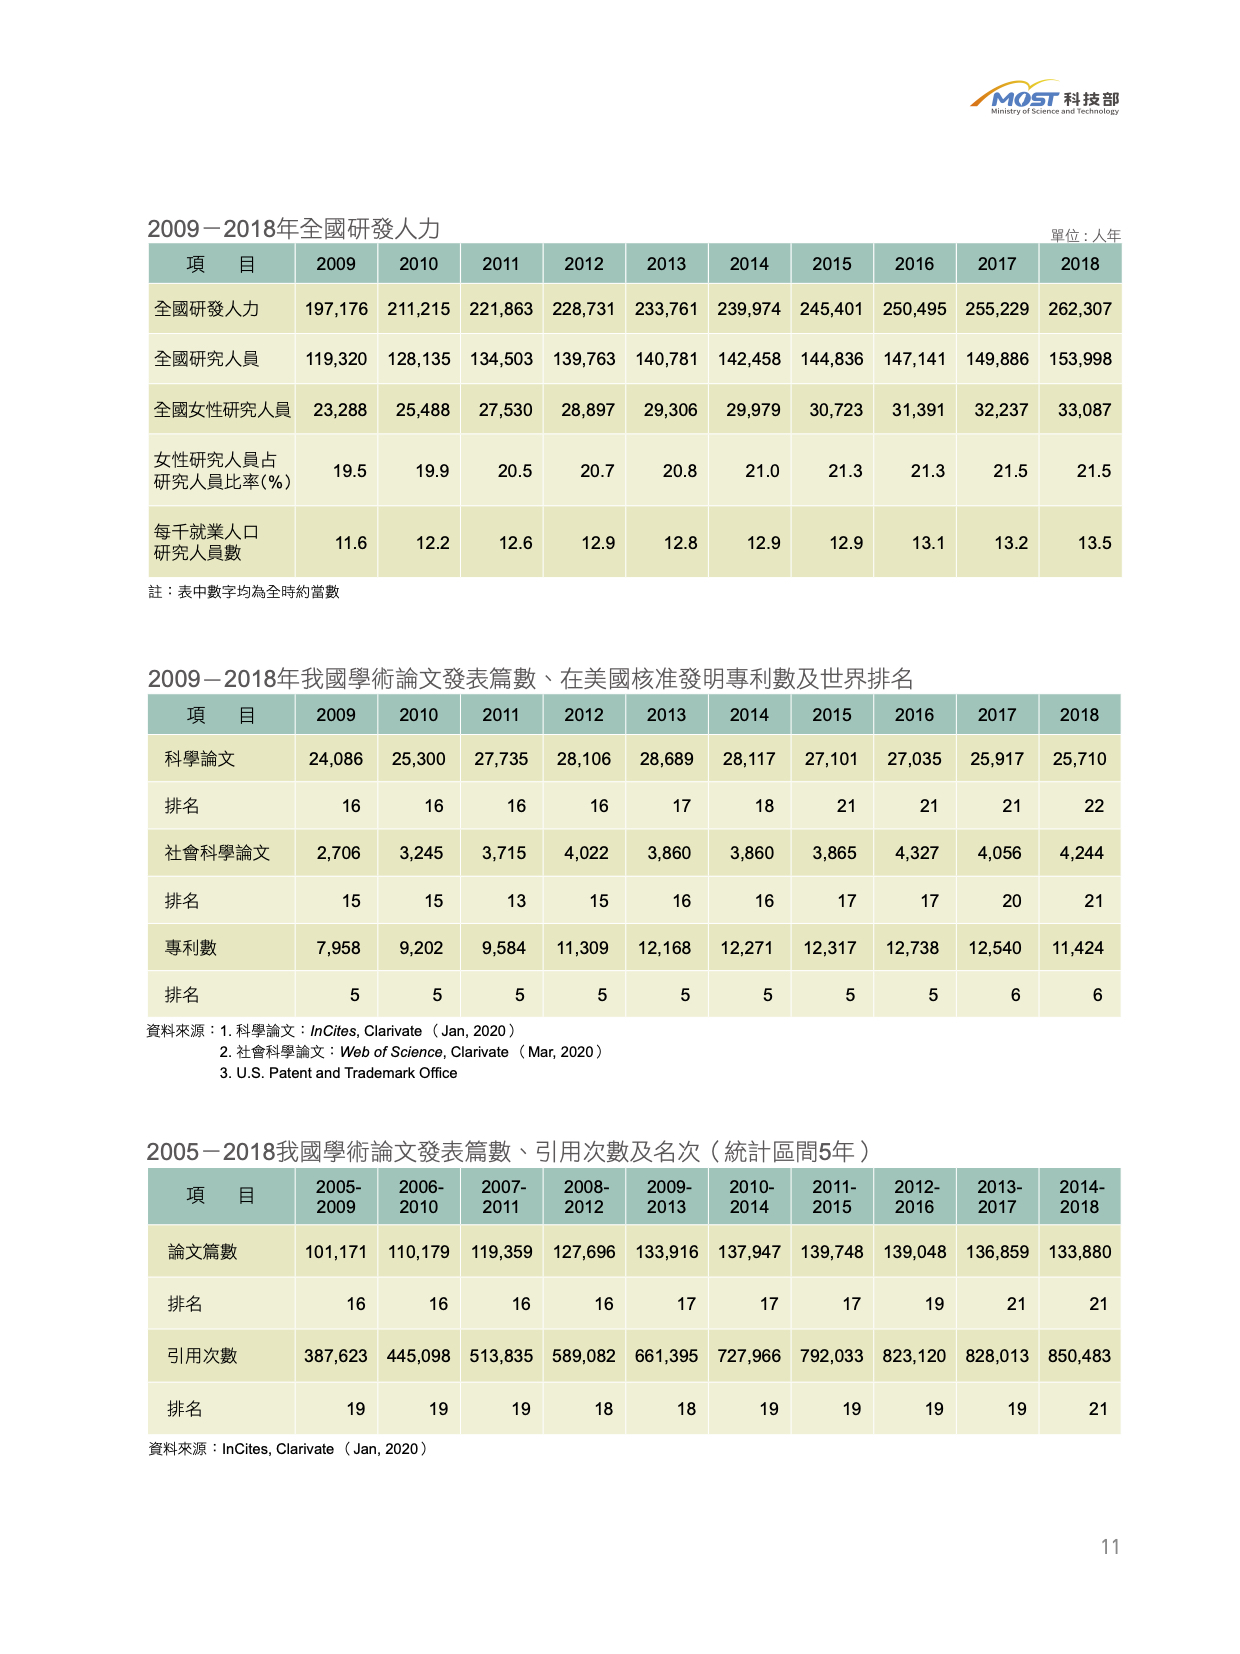 MOST 科技部
Ministry of Science and Technology
2009－2018年全國研發人力
單位 : 人年
項 目 2009 2010 2011 2012 2013 2014 2015 2016 2017 2018
全國研發人力 197,176 211,215 221,863 228,731 233,761 239,974 245,401 250,495 255,229 262,307
全國研究人員 119,320 128,135 134,503 139,763 140,781 142,458 144,836 147,141 149,886 153,998
全國女性研究人員 23,288 25,488 27,530 28,897 29,306 29,979 30,723 31,391 32,237 33,087
女性研究人員占
研究人員比率(%) 19.5 19.9 20.5 20.7 20.8 21.0 21.3 21.3 21.5 21.5
每千就業人口
研究人員數 11.6 12.2 12.6 12.9 12.8 12.9 12.9 13.1 13.2 13.5
註：表中數字均為全時約當數
2009－2018年我國學術論文發表篇數、在美國核准發明專利數及世界排名
項 目 2009 2010 2011 2012 2013 2014 2015 2016 2017 2018
科學論文 24,086 25,300 27,735 28,106 28,689 28,117 27,101 27,035 25,917 25,710
排名 16 16 16 16 17 18 21 21 21 22
社會科學論文 2,706 3,245 3,715 4,022 3,860 3,860 3,865 4,327 4,056 4,244
排名 15 15 13 15 16 16 17 17 20 21
專利數 7,958 9,202 9,584 11,309 12,168 12,271 12,317 12,738 12,540 11,424
排名 5 5 5 5 5 5 5 5 6 6
資料來源：1. 科學論文：InCites, Clarivate（Jan, 2020）
2. 社會科學論文：Web of Science, Clarivate（Mar, 2020）
3. U.S. Patent and Trademark Office
2005－2018我國學術論文發表篇數、引用次數及名次（統計區間5年）
項 目 2005-2009 2006-2010 2007-2011 2008-2012 2009-2013 2010-2014 2011-2015 2012-2016 2013-2017 2014-2018
論文篇數 101,171 110,179 119,359 127,696 133,916 137,947 139,748 139,048 136,859 133,880
排名 16 16 16 16 17 17 17 19 21 21
引用次數 387,623 445,098 513,835 589,082 661,395 727,966 792,033 823,120 828,013 850,483
排名 19 19 19 18 18 19 19 19 19 21
資料來源：InCites, Clarivate（Jan, 2020）
11